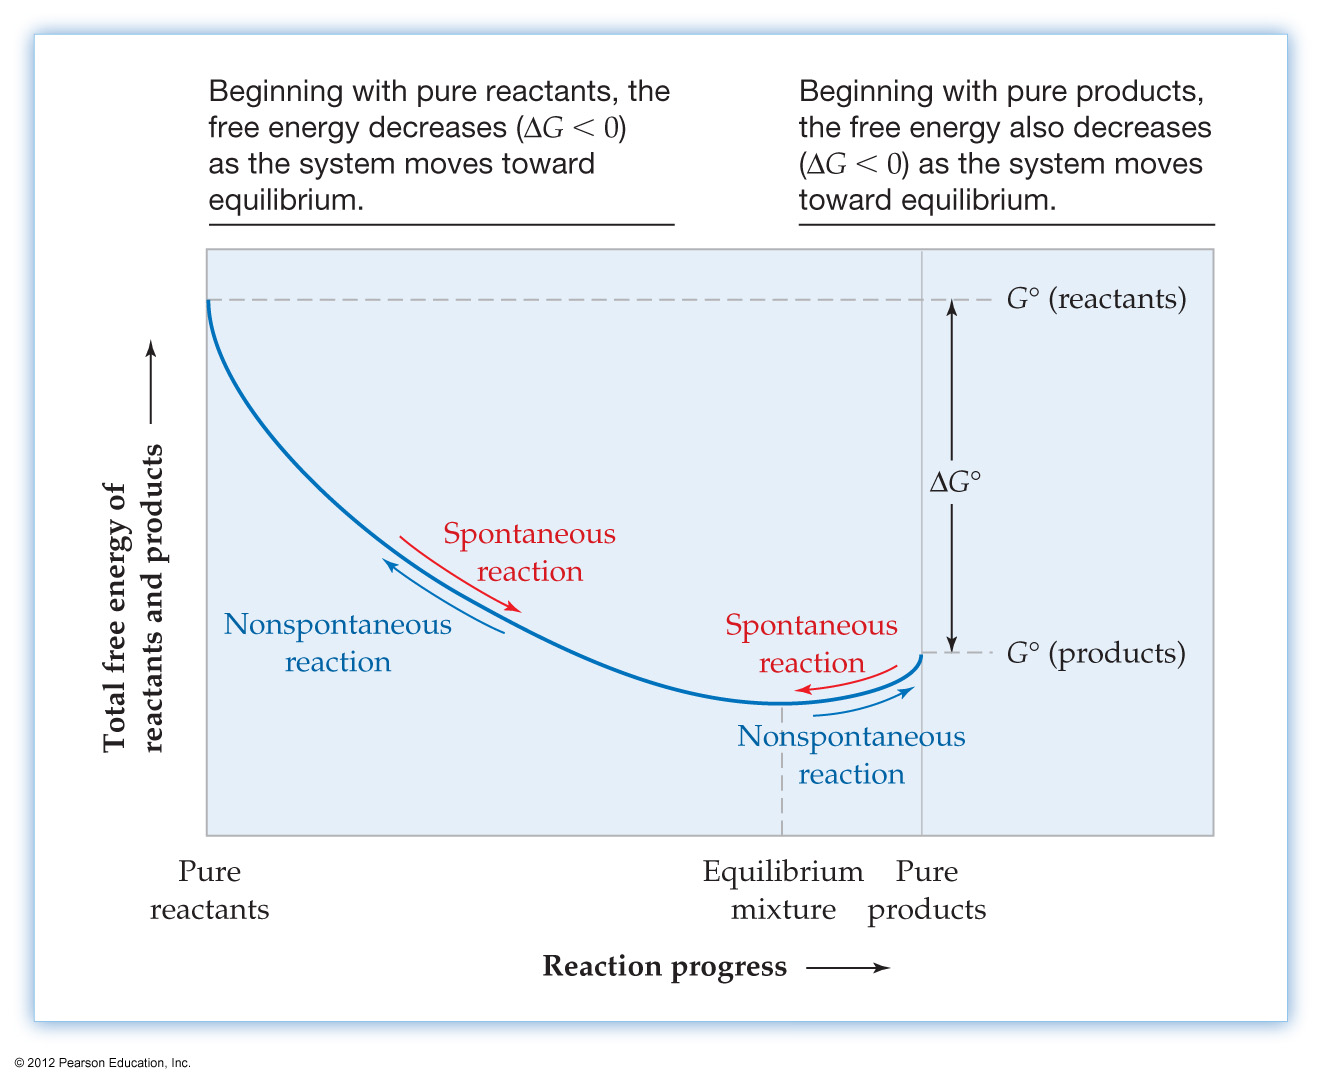 Beginning with pure reactants, the
free energy decreases (ΔG < 0)
as the system moves toward
equilibrium.
Beginning with pure products,
the free energy also decreases
(ΔG < 0) as the system moves
toward equilibrium.
G° (reactants)
ΔG°
G° (products)
Spontaneous
reaction
Nonspontaneous
reaction
Spontaneous
reaction
Nonspontaneous
reaction
Total free energy of
reactants and products
Pure
reactants
Equilibrium
mixture
Pure
products
Reaction progress
© 2012 Pearson Education, Inc.